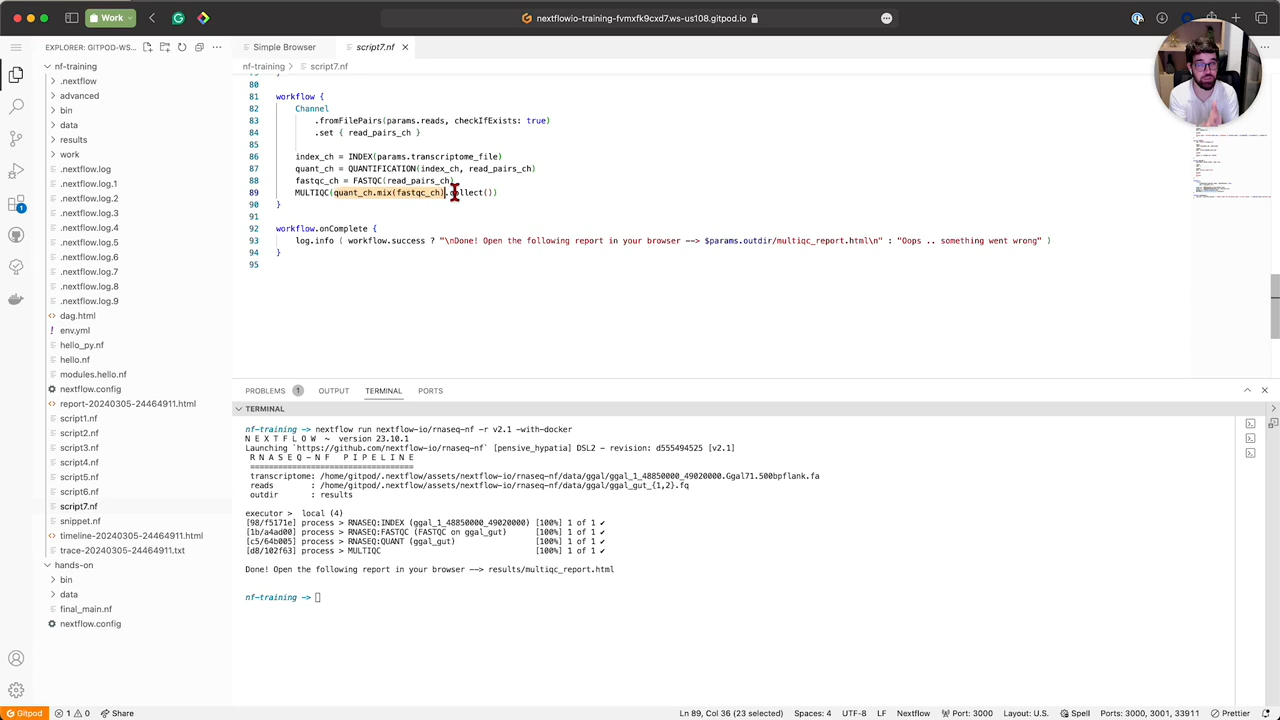 Work
nextflowio-training-fvmxfk9cxd7.ws-us108.gitpod.io
EXPLORER: GITPOD-WS...
Simple Browser
script7.nf
nf-training
.nextflow
advanced
bin
data
results
work
.nextflow.log
.nextflow.log.1
.nextflow.log.2
.nextflow.log.3
.nextflow.log.4
.nextflow.log.5
.nextflow.log.6
.nextflow.log.7
.nextflow.log.8
.nextflow.log.9
dag.html
env.yml
hello_py.nf
hello.nf
modules.hello.nf
nextflow.config
report-20240305-24464911.html
script1.nf
script2.nf
script3.nf
script4.nf
script5.nf
script6.nf
script7.nf
snippet.nf
timeline-20240305-24464911.html
trace-20240305-24464911.txt
hands-on
bin
data
final_main.nf
nextflow.config
1
nf-training > script7.nf
80
81 workflow {
82 Channel
83 .fromFilePairs(params.reads, checkIfExists: true)
84 .set { read_pairs_ch }
85
86 index_ch = INDEX(params.transcriptome_file)
87 quant_ch = QUANTIFICATION(index_ch, read_pairs_ch)
88 fastqc_ch = FASTQC(read_pairs_ch)
89 MULTIQC(quant_ch.mix(fastqc_ch).collect())
90 }
91
92 workflow.onComplete {
93 log.info ( workflow.success ? "\nDone! Open the following report in your browser --> $params.outdir/multiqc_report.html\n" : "Oops .. something went wrong" )
94 }
95
PROBLEMS 1 OUTPUT TERMINAL PORTS
TERMINAL
nf-training -> nextflow run nextflow-io/rnaseq-nf -r v2.1 -with-docker
N E X T F L O W ~ version 23.10.1
Launching `https://github.com/nextflow-io/rnaseq-nf` [pensive_hypatia] DSL2 - revision: d555494525 [v2.1]
R N A S E Q - N F P I P E L I N E
===================================
transcriptome: /home/gitpod/.nextflow/assets/nextflow-io/rnaseq-nf/data/ggal/ggal_1_48850000_49020000.Ggal71.500bpflank.fa
reads : /home/gitpod/.nextflow/assets/nextflow-io/rnaseq-nf/data/ggal/ggal_gut_{1,2}.fq
outdir : results
executor > local (4)
[98/f5171e] process > RNASEQ:INDEX (ggal_1_48850000_49020000) [100%] 1 of 1 ✔
[1b/a4ad00] process > RNASEQ:FASTQC (FASTQC on ggal_gut) [100%] 1 of 1 ✔
[c5/64b005] process > RNASEQ:QUANT (ggal_gut) [100%] 1 of 1 ✔
[d8/102f63] process > MULTIQC [100%] 1 of 1 ✔
Done! Open the following report in your browser --> results/multiqc_report.html
nf-training ->
Gitpod 1 0 Share Ln 89, Col 36 (23 selected) Spaces: 4 UTF-8 LF Nextflow Port: 3000 Layout: U.S. Spell Ports: 3000, 3001, 33911 Prettier